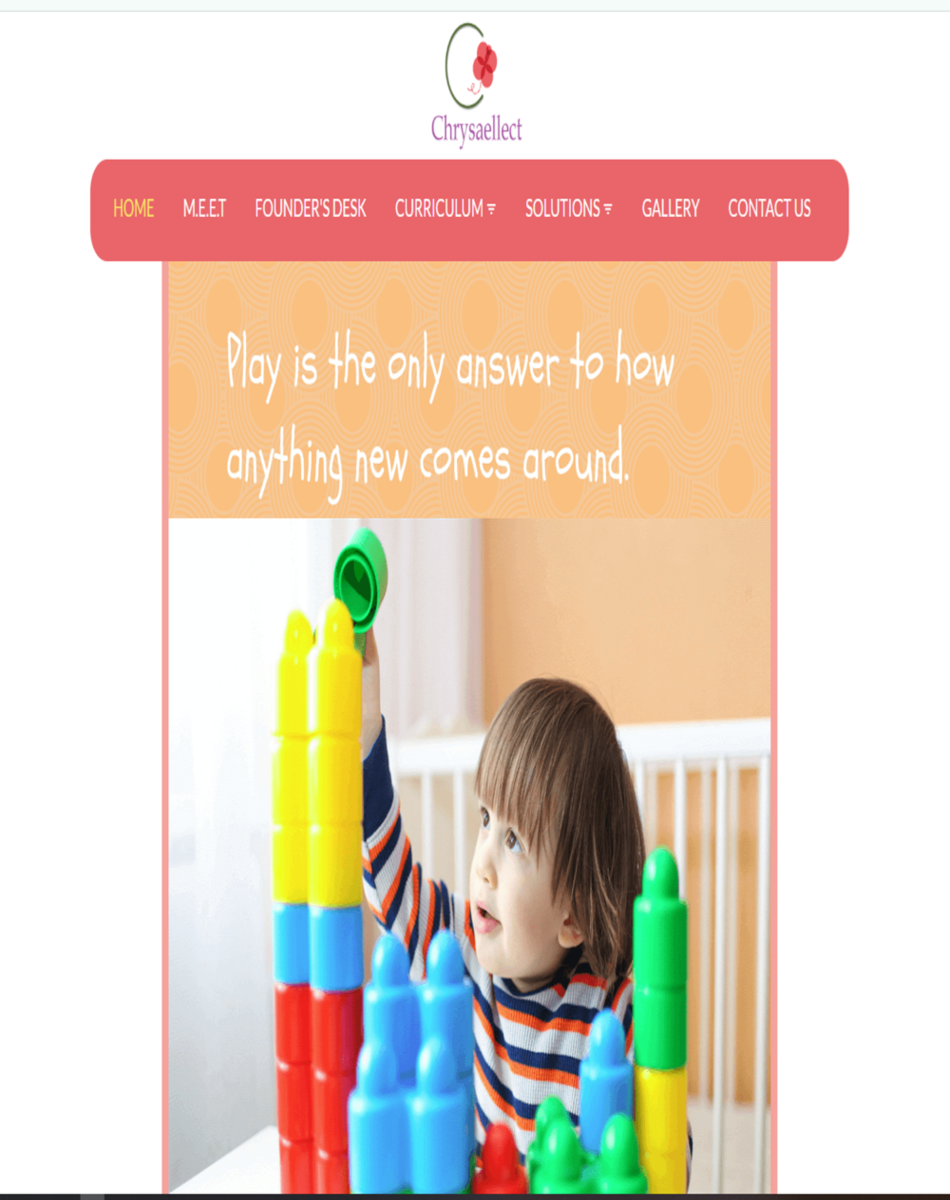 Chrysaellect
HOME M.E.E.T FOUNDER'S DESK CURRICULUM SOLUTIONS GALLERY CONTACT US
Play is the only answer to how
anything new comes around.